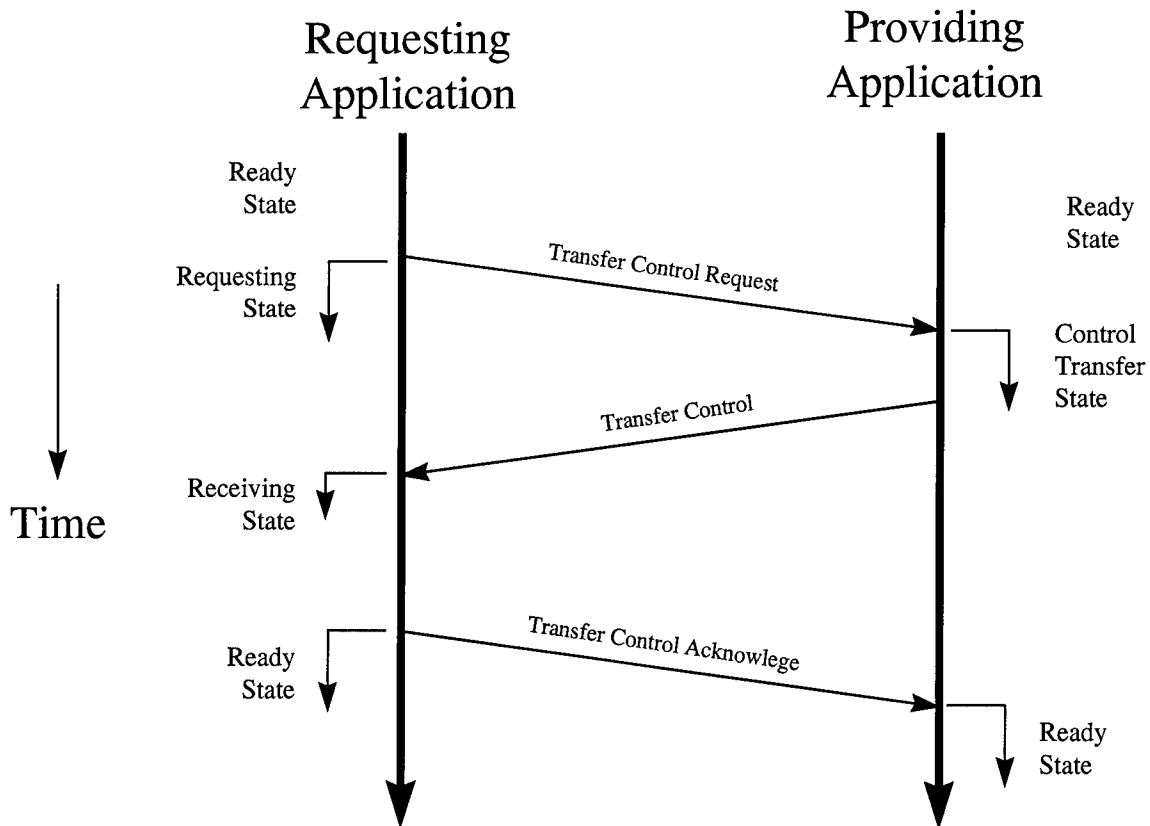 Requesting
Application
Providing
Application
Ready
State
Ready
State
Transfer Control Request
Requesting
State
Control
Transfer
State
Transfer Control
Receiving
State
Time
Transfer Control Acknowlege
Ready
State
Ready
State